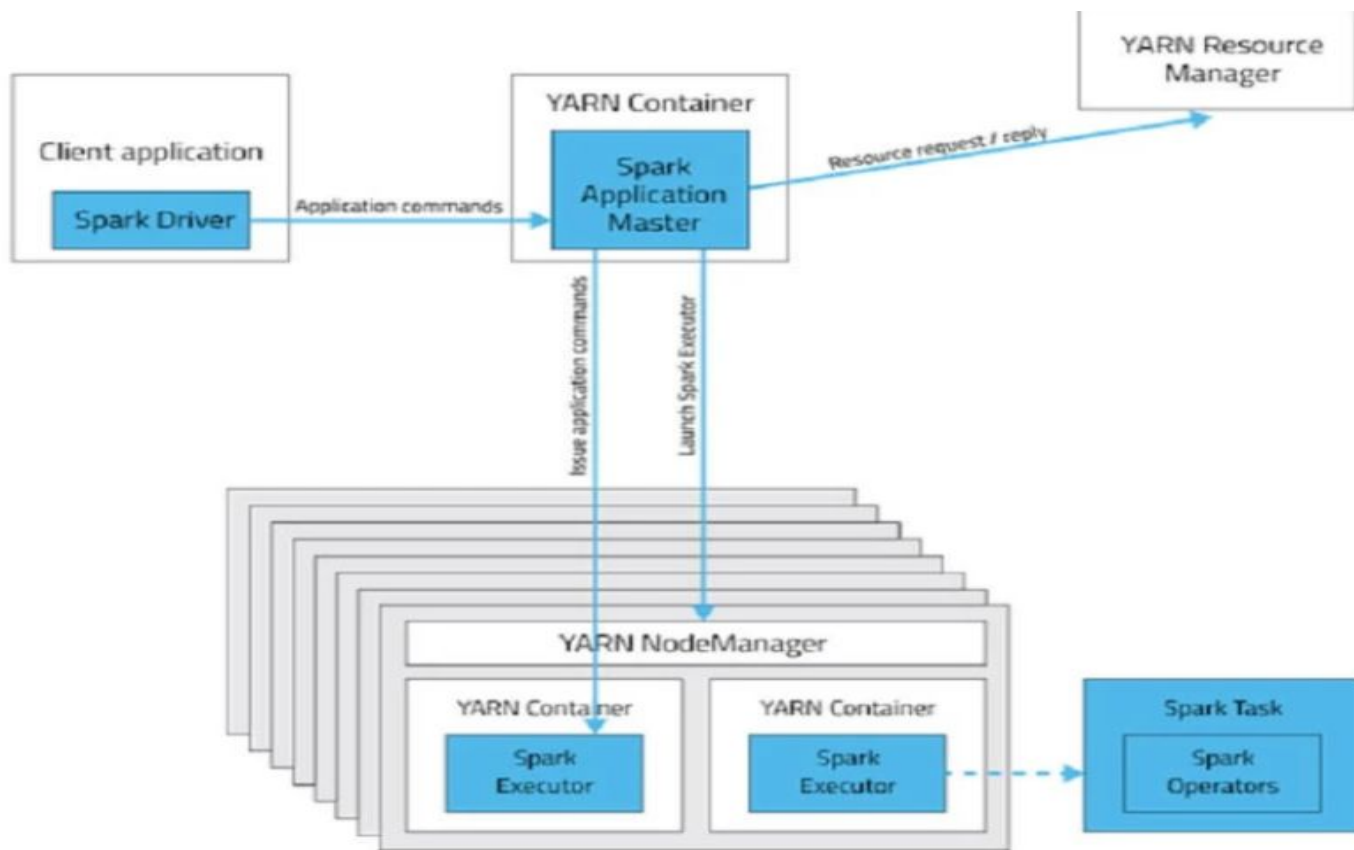 YARN Resource
Manager
YARN Container
Client application
Spark
Application
Master
Resource request / reply
Spark Driver
Application commands
Issue application commands
Launch Spark Executor
YARN NodeManager
YARN Container
YARN Container
Spark
Executor
Spark
Executor
Spark Task
Spark
Operators